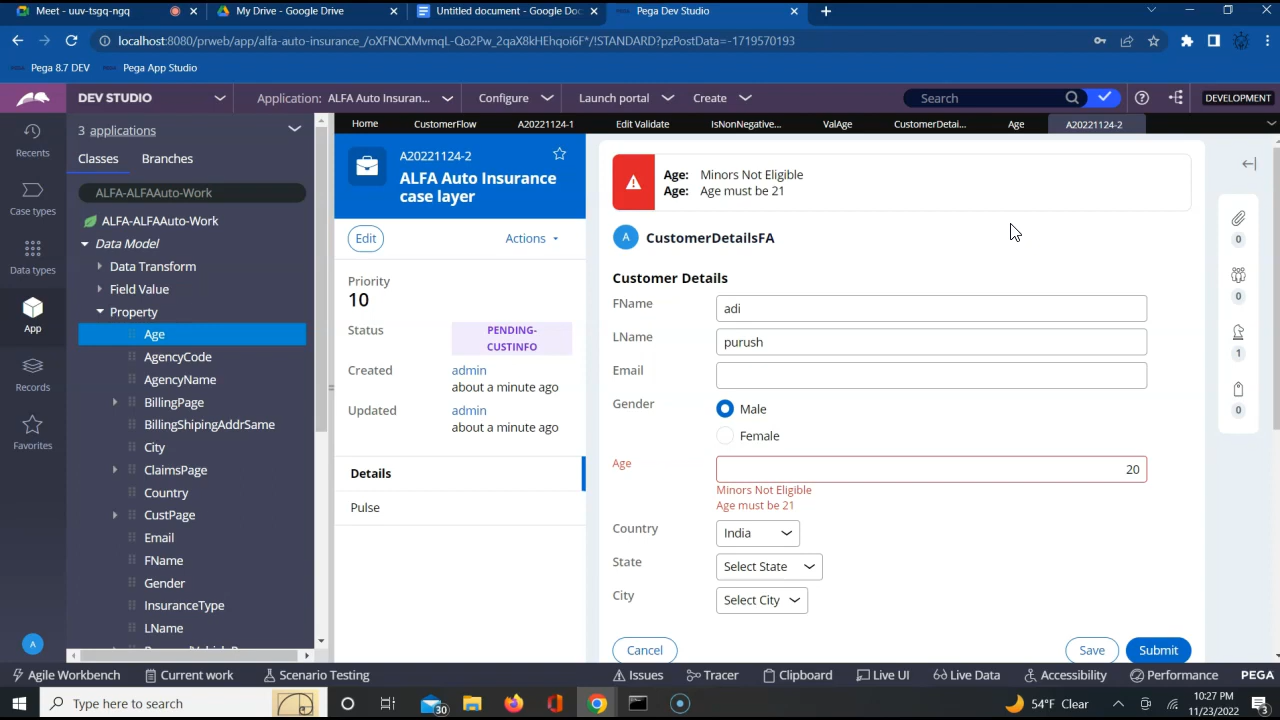 Meet - uuv-tsgq-ngq
My Drive - Google Drive
Untitled document - Google Doc
Pega Dev Studio
localhost:8080/prweb/app/alfa-auto-insurance_/oXFNCXMvmqL-Qo2Pw_2qaX8kHEhqoi6F*/!STANDARD?pzPostData=-1719570193
Pega 8.7 DEV
Pega App Studio
DEV STUDIO
Application: ALFA Auto Insuran...
Configure
Launch portal
Create
Search
DEVELOPMENT
Recents
Case types
Data types
App
Records
Favorites
A
3 applications
Classes
Branches
ALFA-ALFAAuto-Work
ALFA-ALFAAuto-Work
Data Model
Data Transform
Field Value
Property
Age
AgencyCode
AgencyName
BillingPage
BillingShipingAddrSame
City
ClaimsPage
Country
CustPage
Email
FName
Gender
InsuranceType
LName
Home
CustomerFlow
A20221124-1
Edit Validate
IsNonNegative...
ValAge
CustomerDetai...
Age
A20221124-2
A20221124-2
ALFA Auto Insurance
case layer
Edit
Actions
Priority
10
Status
PENDING-
CUSTINFO
Created
admin
about a minute ago
Updated
admin
about a minute ago
Details
Pulse
Age: Minors Not Eligible
Age: Age must be 21
A CustomerDetailsFA
Customer Details
FName adi
LName purush
Email
Gender Male
Female
Age 20
Minors Not Eligible
Age must be 21
Country India
State Select State
City Select City
Cancel
Save
Submit
0
0
1
0
Agile Workbench
Current work
Scenario Testing
Issues
Tracer
Clipboard
Live UI
Live Data
Accessibility
Performance
PEGA
Type here to search
30
54°F Clear
10:27 PM
11/23/2022
3